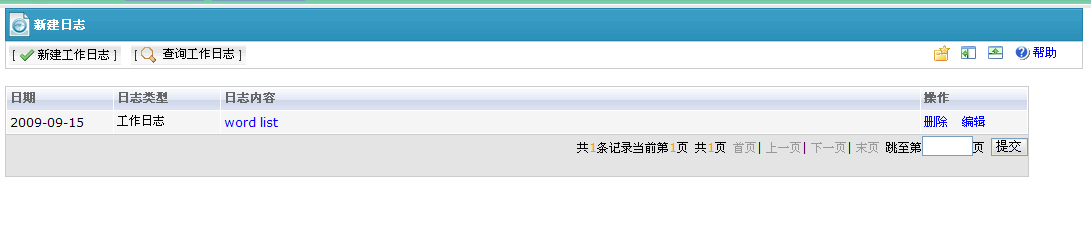 新建日志
[ 新建工作日志 ] [ 查询工作日志 ] 帮助
日期 日志类型 日志内容 操作
2009-09-15 工作日志 word list 删除 编辑
共1条记录当前第1页 共1页 首页| 上一页| 下一页| 末页 跳至第 页 提交